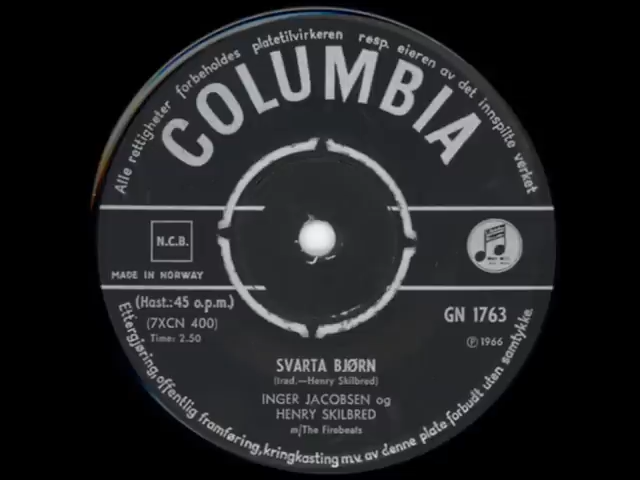 Alle rettigheter forbeholdes platetilvirkeren resp. eieren av det innspilte verket
COLUMBIA
N.C.B.
MADE IN NORWAY
(Hast.: 45 o.p.m.)
(7XCN 400)
Time: 2.50
GN 1763
℗ 1966
SVARTA BJØRN
(trad.—Henry Skilbred)
INGER JACOBSEN og
HENRY SKILBRED
m/The Firebeats
Ettergjøring, offentlig framføring, kringkasting m.v. av denne plate forbudt uten samtykke.